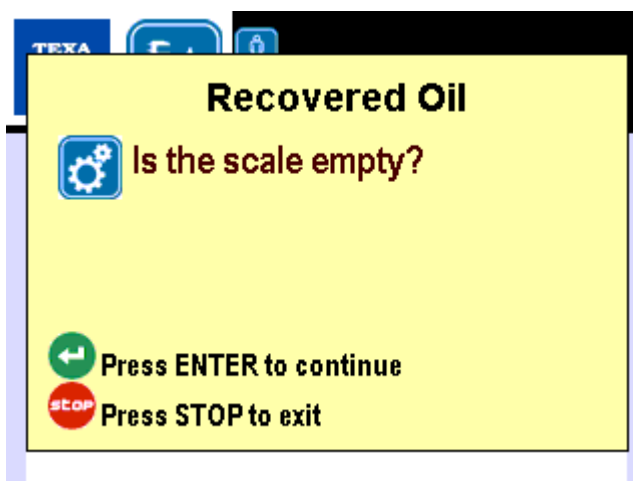 TEXA
Recovered Oil
Is the scale empty?
Press ENTER to continue
stop Press STOP to exit